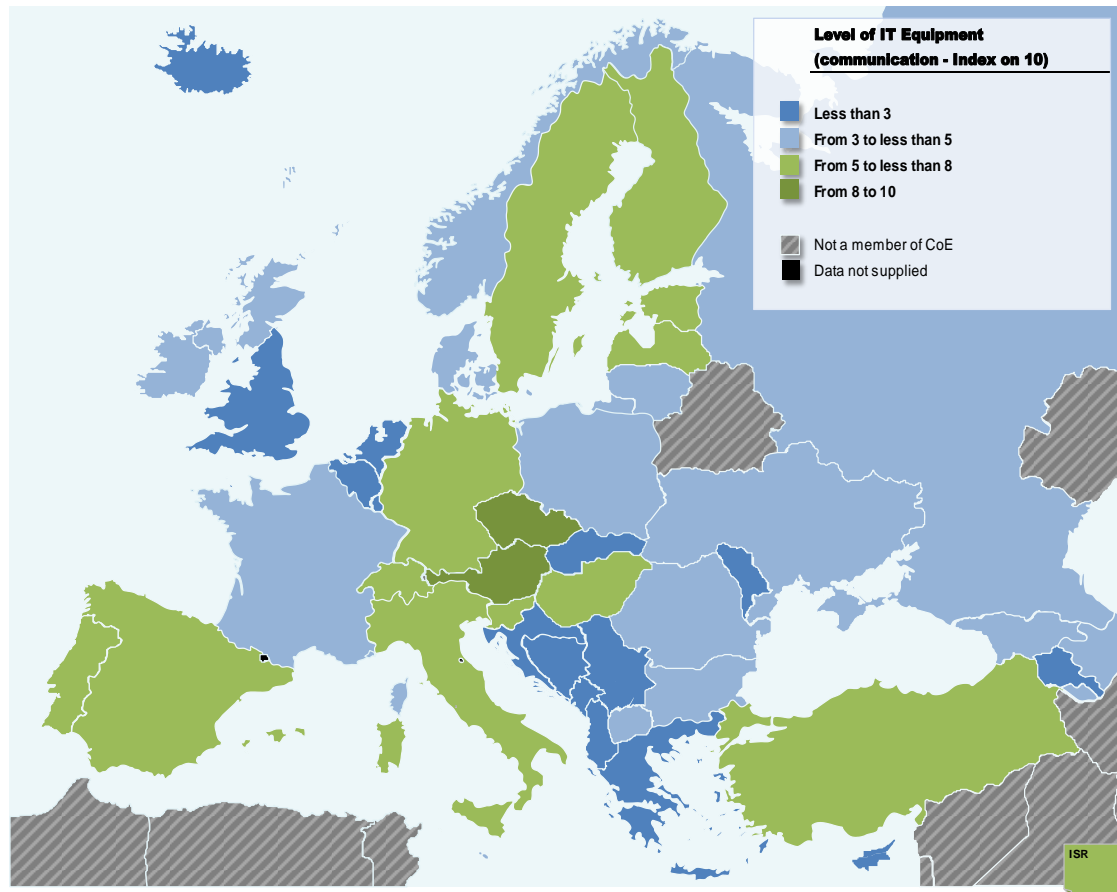 Level of IT Equipment
(communication - Index on 10)
Less than 3
From 3 to less than 5
From 5 to less than 8
From 8 to 10
Not a member of CoE
Data not supplied
ISR